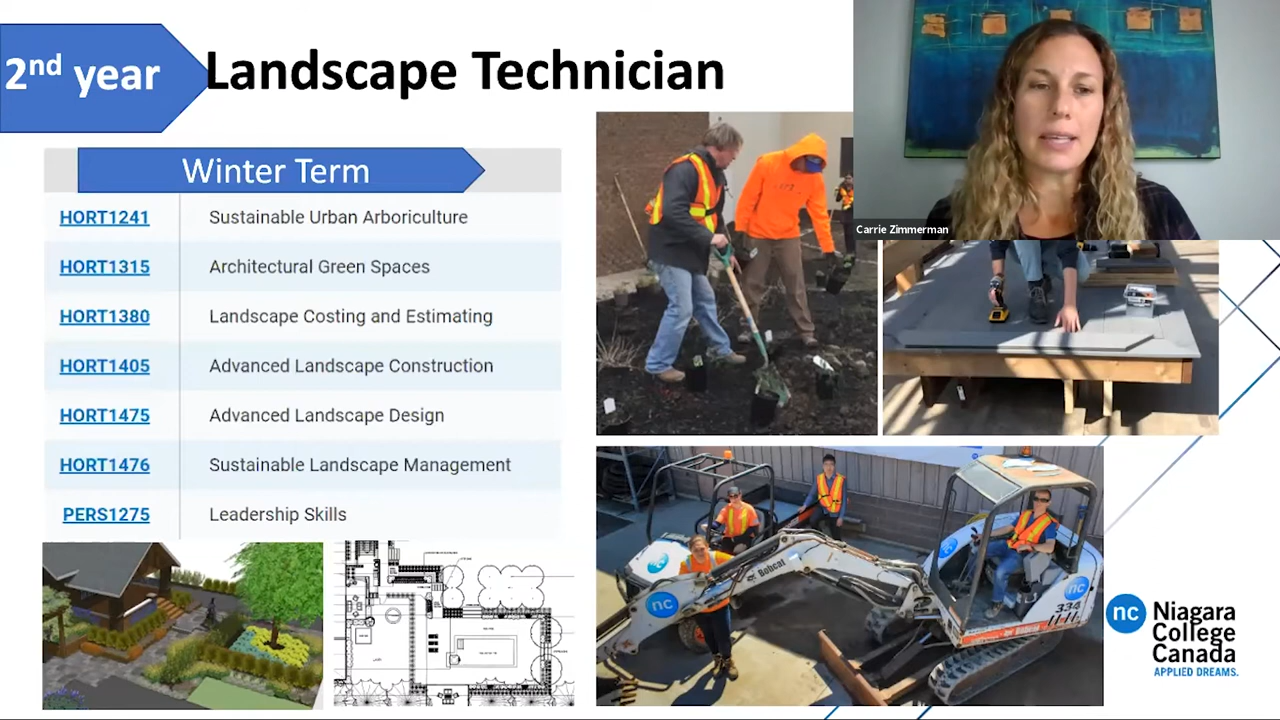 2nd year
Landscape Technician
Carrie Zimmerman
Winter Term
HORT1241 Sustainable Urban Arboriculture
HORT1315 Architectural Green Spaces
HORT1380 Landscape Costing and Estimating
HORT1405 Advanced Landscape Construction
HORT1475 Advanced Landscape Design
HORT1476 Sustainable Landscape Management
PERS1275 Leadership Skills
Bobcat
nc
nc
334
Bobcat
nc
Niagara
College
Canada
APPLIED DREAMS.